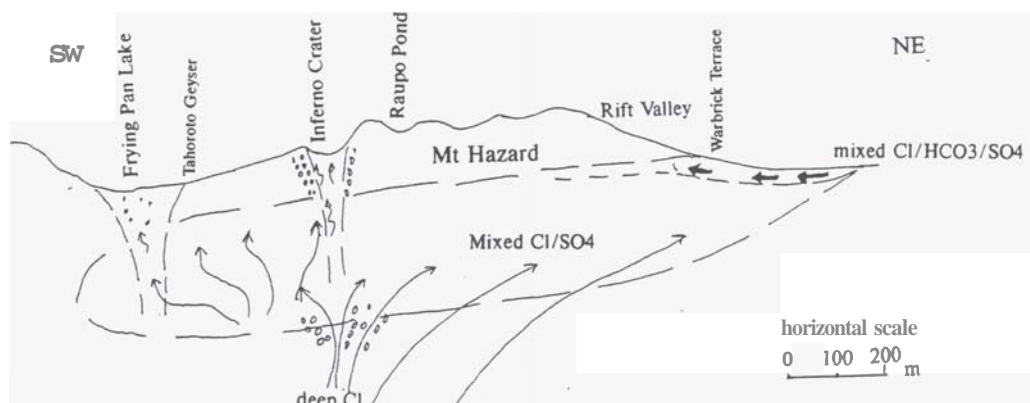 SW
NE
Frying Pan Lake
Tahoroto Geyser
Inferno Crater
Raupo Pond
Rift Valley
Warbrick Terrace
Mt Hazard
mixed Cl/HCO3/SO4
Mixed Cl/SO4
deep Cl
horizontal scale
0 100 200 m